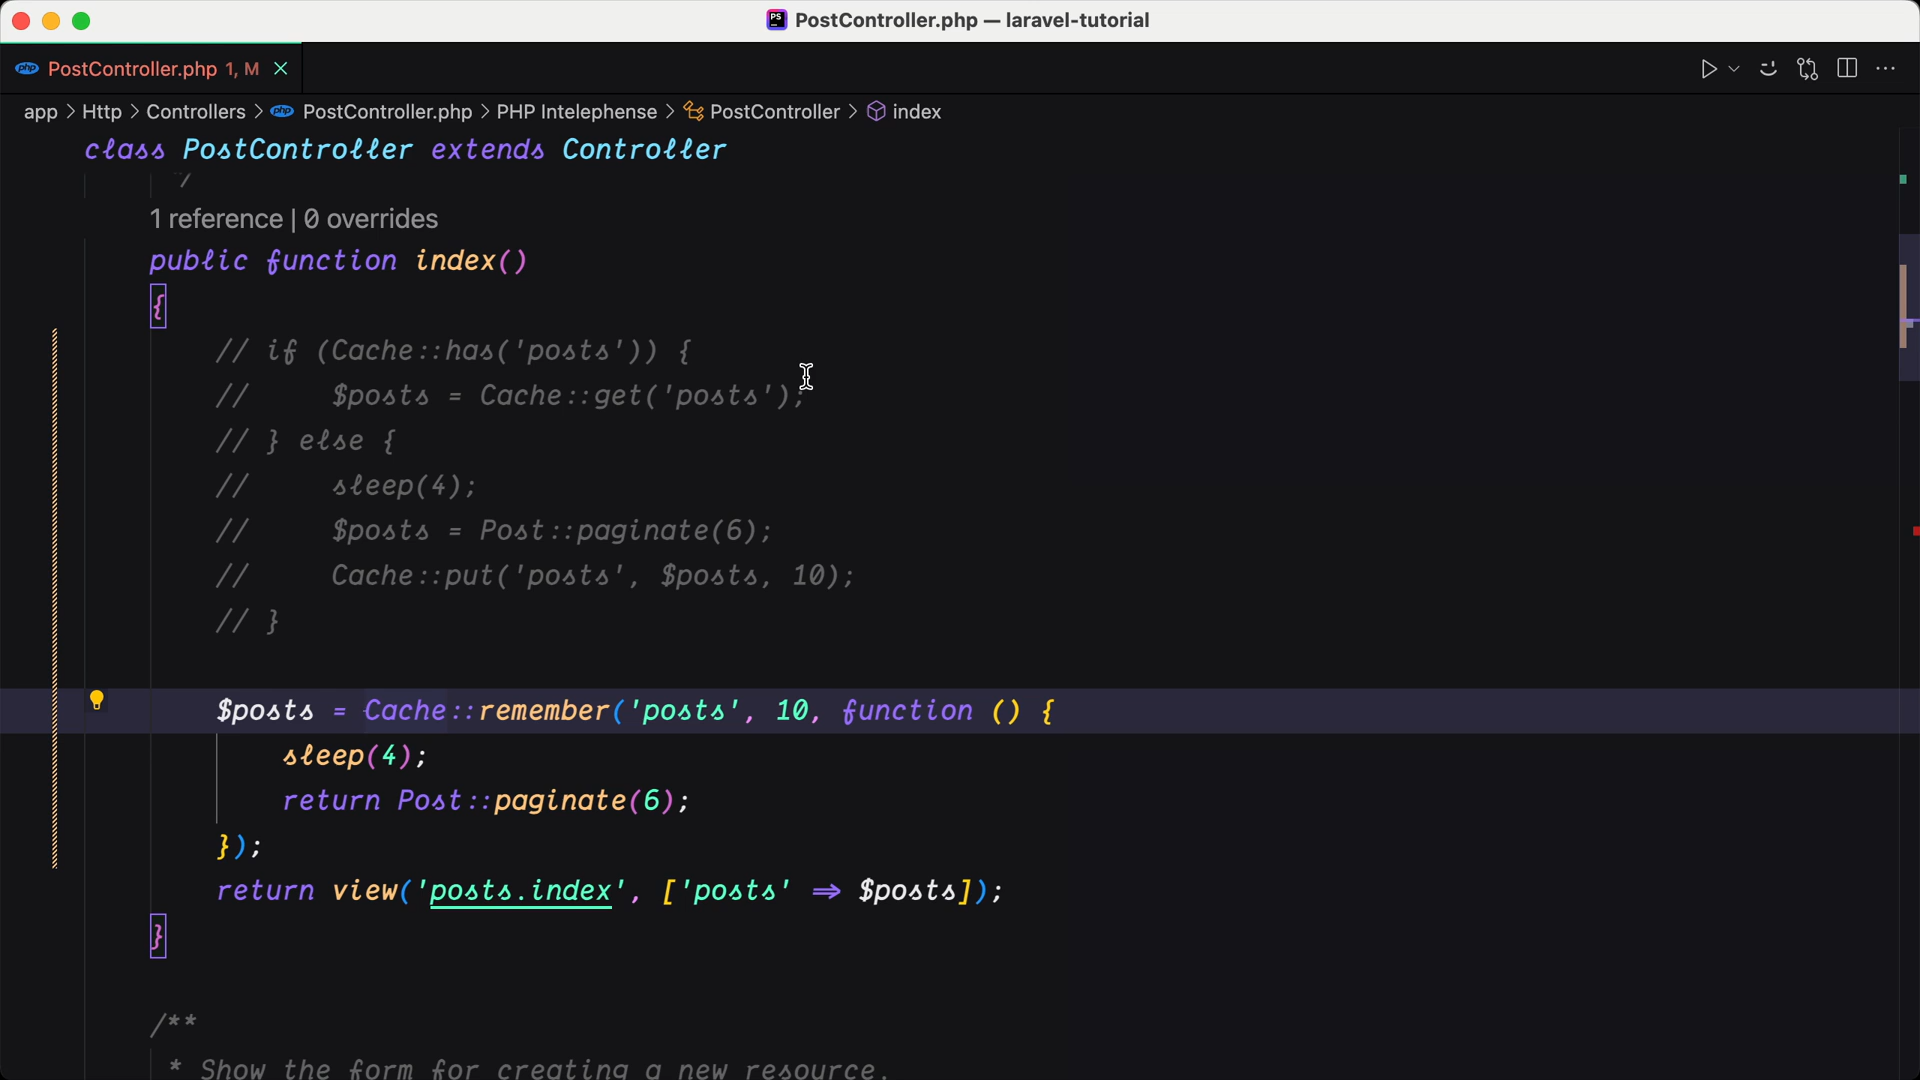 PS PostController.php — laravel-tutorial
php PostController.php 1, M
app > Http > Controllers > php PostController.php > PHP Intelephense > PostController > index
class PostController extends Controller
*/
1 reference | 0 overrides
public function index()
{
// if (Cache::has('posts')) {
//     $posts = Cache::get('posts');
// } else {
//     sleep(4);
//     $posts = Post::paginate(6);
//     Cache::put('posts', $posts, 10);
// }
$posts = Cache::remember('posts', 10, function () {
sleep(4);
return Post::paginate(6);
});
return view('posts.index', ['posts' => $posts]);
}
/**
* Show the form for creating a new resource.